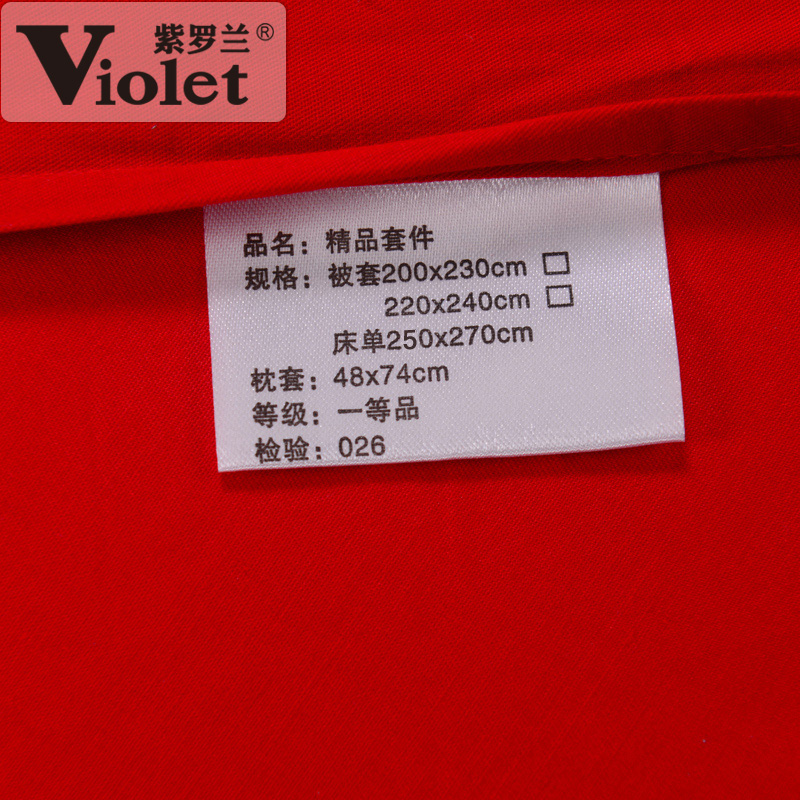 紫罗兰®
Violet
品名：精品套件
规格：被套200x230cm □
220x240cm □
床单250x270cm
枕套：48x74cm
等级：一等品
检验：026